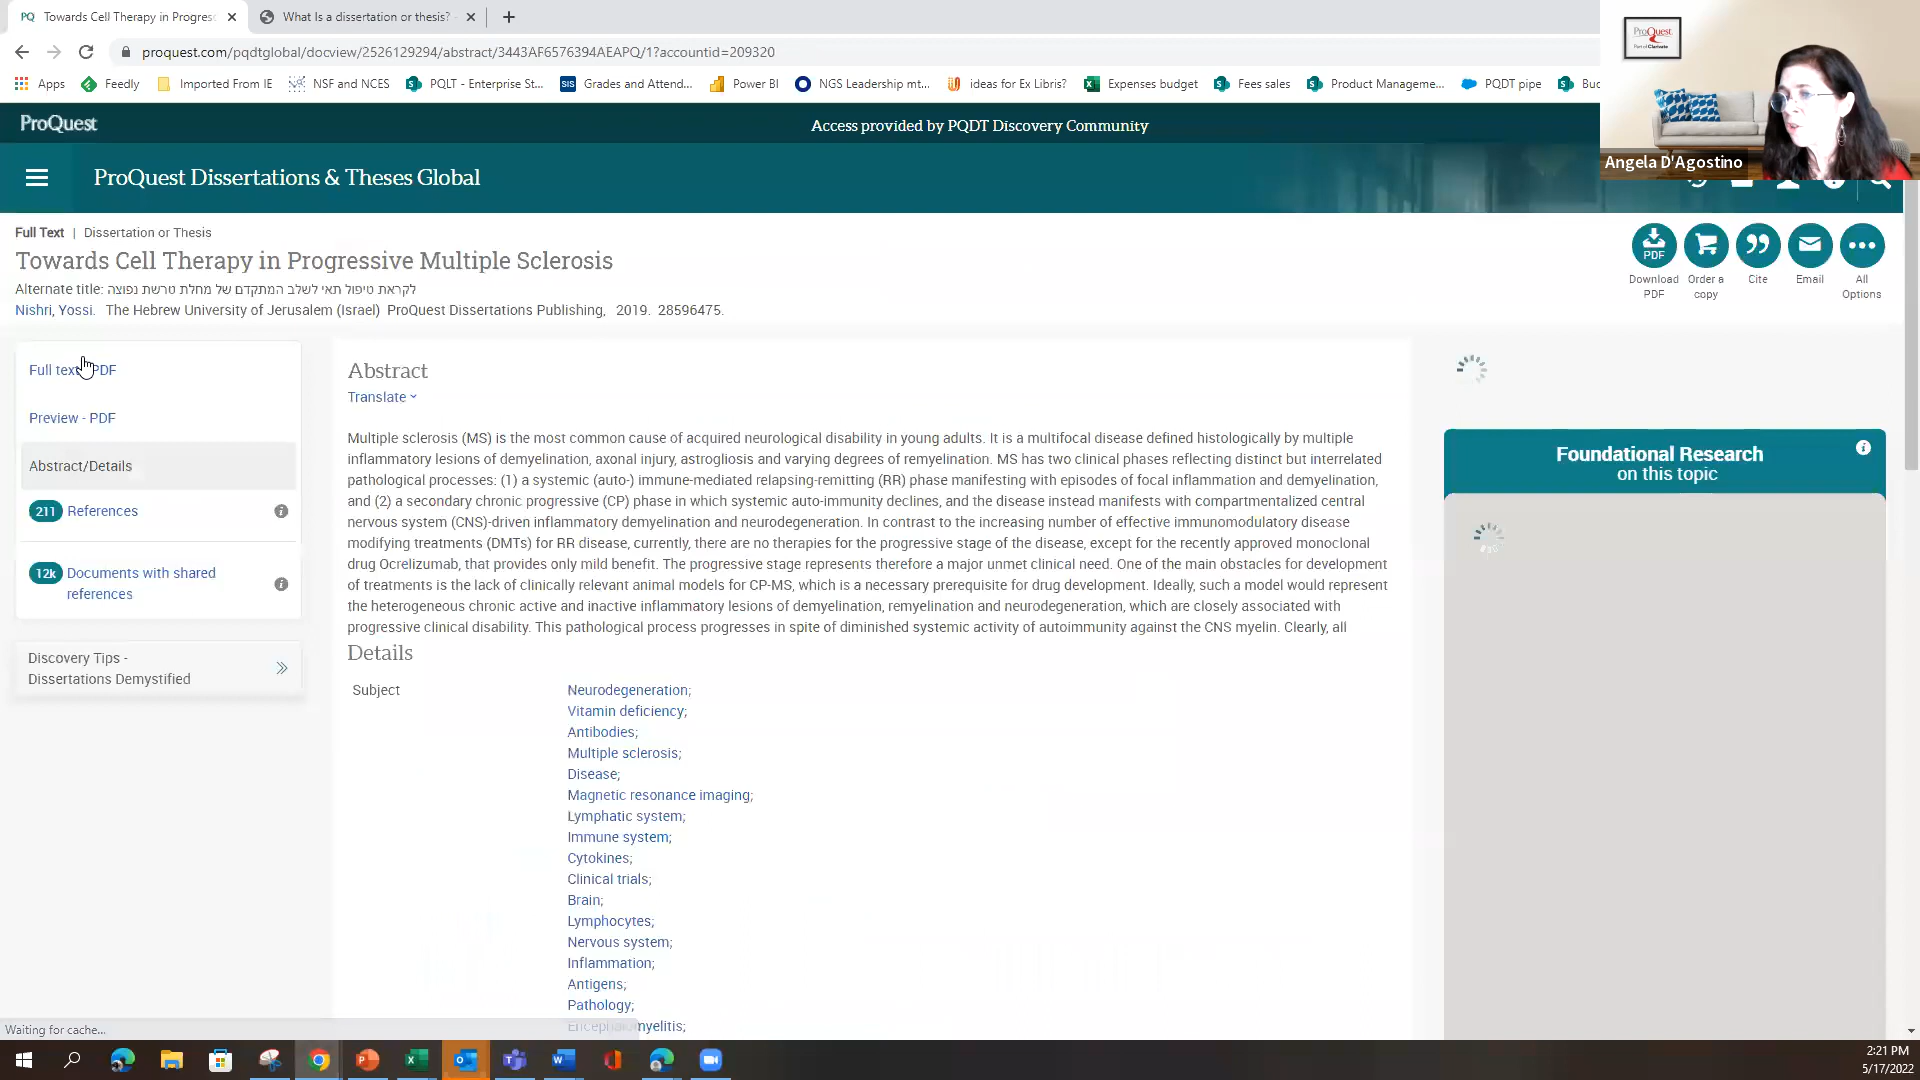 Towards Cell Therapy in Progres
What Is a dissertation or thesis?
proquest.com/pqdtglobal/docview/2526129294/abstract/3443AF6576394AEAPQ/1?accountid=209320
Apps
Feedly
Imported From IE
NSF and NCES
PQLT - Enterprise St...
SIS
Grades and Attend...
Power BI
NGS Leadership mt...
ideas for Ex Libris?
Expenses budget
Fees sales
Product Manageme...
PQDT pipe
Buc
ProQuest
Part of Clarivate
Angela D'Agostino
ProQuest
Access provided by PQDT Discovery Community
ProQuest Dissertations & Theses Global
Full Text | Dissertation or Thesis
Towards Cell Therapy in Progressive Multiple Sclerosis
Alternate title: לקראת טיפול תאי לשלב המתקדם של מחלת טרשת נפוצה
Nishri, Yossi. The Hebrew University of Jerusalem (Israel) ProQuest Dissertations Publishing, 2019. 28596475.
PDF
Download PDF
Order a copy
Cite
Email
All Options
Full text - PDF
Preview - PDF
Abstract/Details
211 References
12k Documents with shared
references
Discovery Tips -
Dissertations Demystified
Abstract
Translate
Multiple sclerosis (MS) is the most common cause of acquired neurological disability in young adults. It is a multifocal disease defined histologically by multiple
inflammatory lesions of demyelination, axonal injury, astrogliosis and varying degrees of remyelination. MS has two clinical phases reflecting distinct but interrelated
pathological processes: (1) a systemic (auto-) immune-mediated relapsing-remitting (RR) phase manifesting with episodes of focal inflammation and demyelination,
and (2) a secondary chronic progressive (CP) phase in which systemic auto-immunity declines, and the disease instead manifests with compartmentalized central
nervous system (CNS)-driven inflammatory demyelination and neurodegeneration. In contrast to the increasing number of effective immunomodulatory disease
modifying treatments (DMTs) for RR disease, currently, there are no therapies for the progressive stage of the disease, except for the recently approved monoclonal
drug Ocrelizumab, that provides only mild benefit. The progressive stage represents therefore a major unmet clinical need. One of the main obstacles for development
of treatments is the lack of clinically relevant animal models for CP-MS, which is a necessary prerequisite for drug development. Ideally, such a model would represent
the heterogeneous chronic active and inactive inflammatory lesions of demyelination, remyelination and neurodegeneration, which are closely associated with
progressive clinical disability. This pathological process progresses in spite of diminished systemic activity of autoimmunity against the CNS myelin. Clearly, all
Details
Subject
Neurodegeneration;
Vitamin deficiency;
Antibodies;
Multiple sclerosis;
Disease;
Magnetic resonance imaging;
Lymphatic system;
Immune system;
Cytokines;
Clinical trials;
Brain;
Lymphocytes;
Nervous system;
Inflammation;
Antigens;
Pathology;
Encephalomyelitis;
Foundational Research
on this topic
Waiting for cache...
2:21 PM
5/17/2022